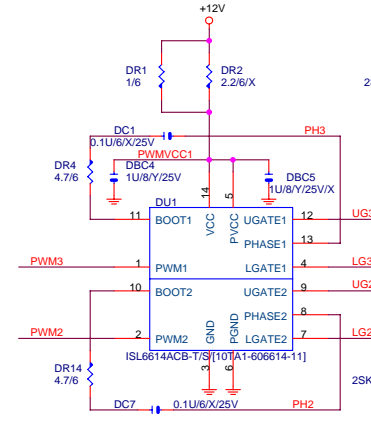 +12V
DR1
1/6
DR2
2.2/6/X
2
DC1
0.1U/6/X/25V
PH3
PWMVCC1
DR4
4.7/6
DBC4
1U/8/Y/25V
DBC5
1U/8/Y/25V/X
DU1
14
5
11
BOOT1
VCC
PVCC
UGATE1
12
UG3
PHASE1
13
PWM3
1
PWM1
LGATE1
4
LG3
10
BOOT2
UGATE2
9
UG2
PHASE2
8
PWM2
2
PWM2
GND
PGND
LGATE2
7
LG2
3
6
ISL6614ACB-T/S/[10TA1-606614-11]
DR14
4.7/6
2SK
DC7
0.1U/6/X/25V
PH2